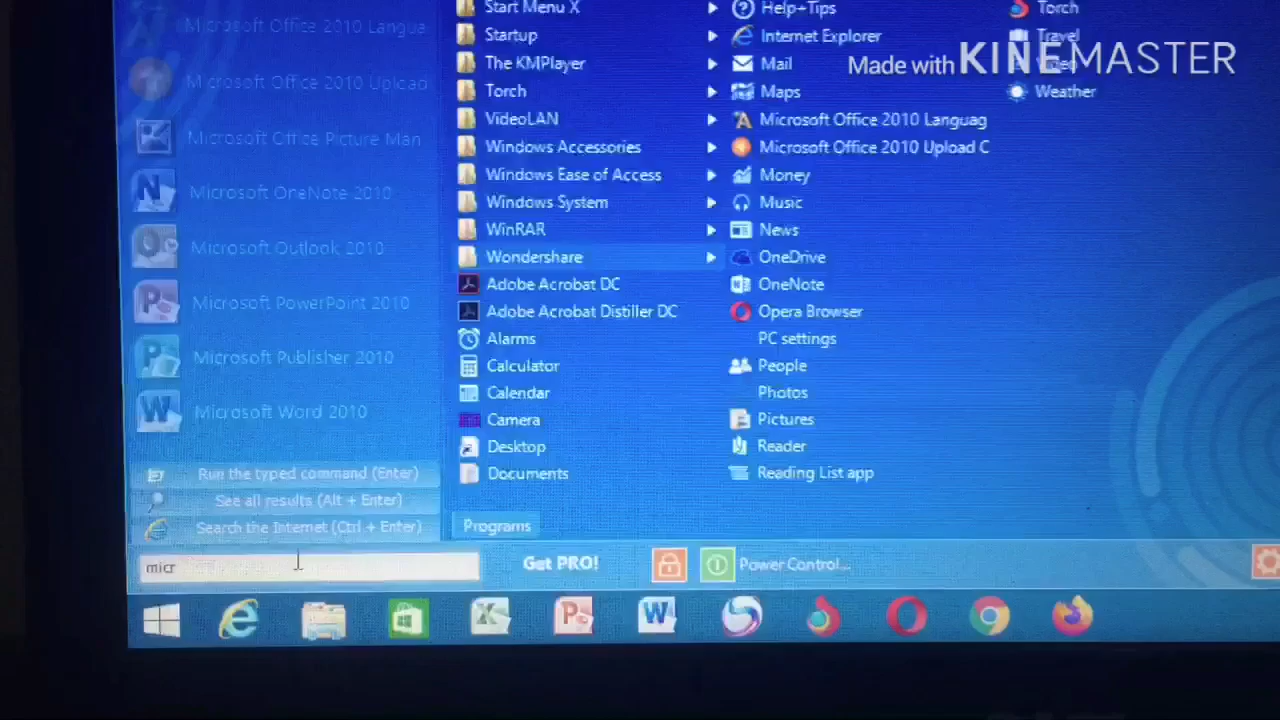 Microsoft Office 2010 Langua
Microsoft Office 2010 Upload
Microsoft Office Picture Man
Microsoft OneNote 2010
Microsoft Outlook 2010
Microsoft PowerPoint 2010
Microsoft Publisher 2010
Microsoft Word 2010
Run the typed command (Enter)
See all results (Alt + Enter)
Search the Internet (Ctrl + Enter)
micr
Start Menu X
Startup
The KMPlayer
Torch
VideoLAN
Windows Accessories
Windows Ease of Access
Windows System
WinRAR
Wondershare
Adobe Acrobat DC
Adobe Acrobat Distiller DC
Alarms
Calculator
Calendar
Camera
Desktop
Documents
Programs
Help+Tips
Internet Explorer
Mail
Maps
Microsoft Office 2010 Languag
Microsoft Office 2010 Upload C
Money
Music
News
OneDrive
OneNote
Opera Browser
PC settings
People
Photos
Pictures
Reader
Reading List app
Torch
Travel
Video
Weather
Made with KINEMASTER
Get PRO!
Power Control...